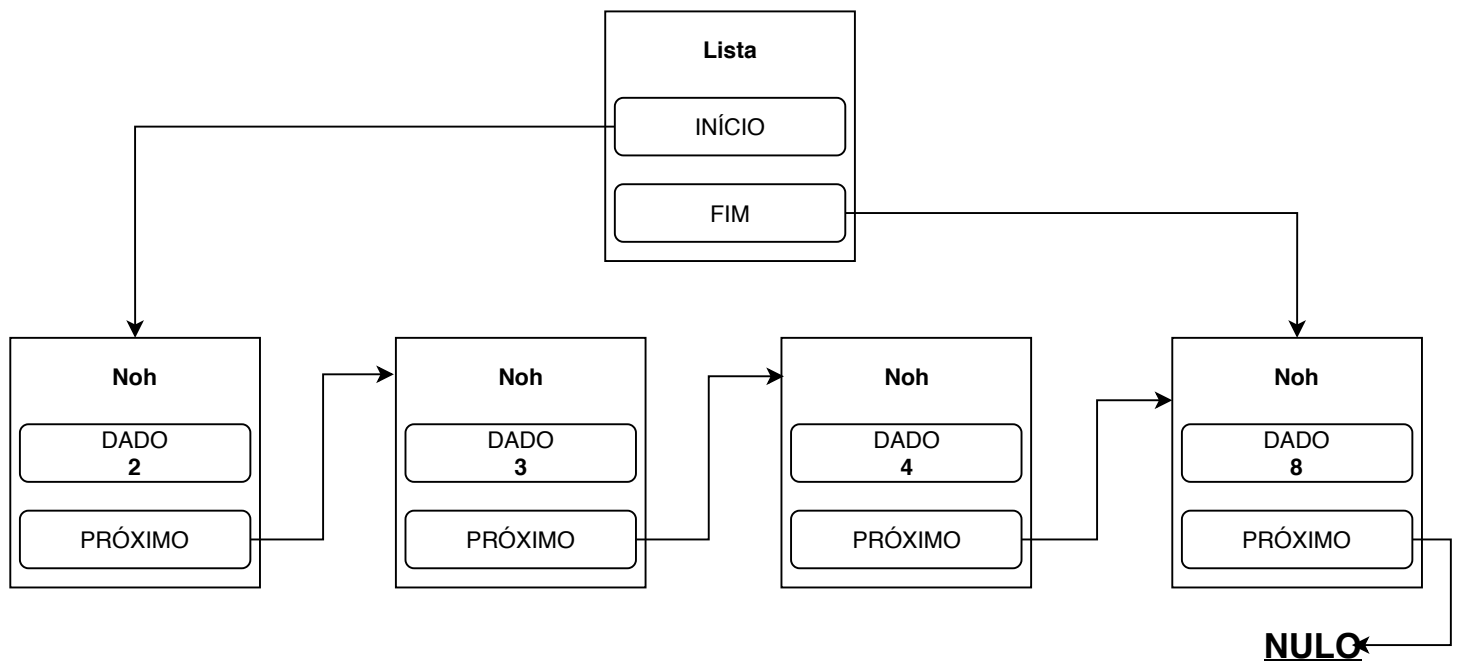 Lista
INÍCIO
FIM
Noh
DADO
2
PRÓXIMO
Noh
DADO
3
PRÓXIMO
Noh
DADO
4
PRÓXIMO
Noh
DADO
8
PRÓXIMO
NULO